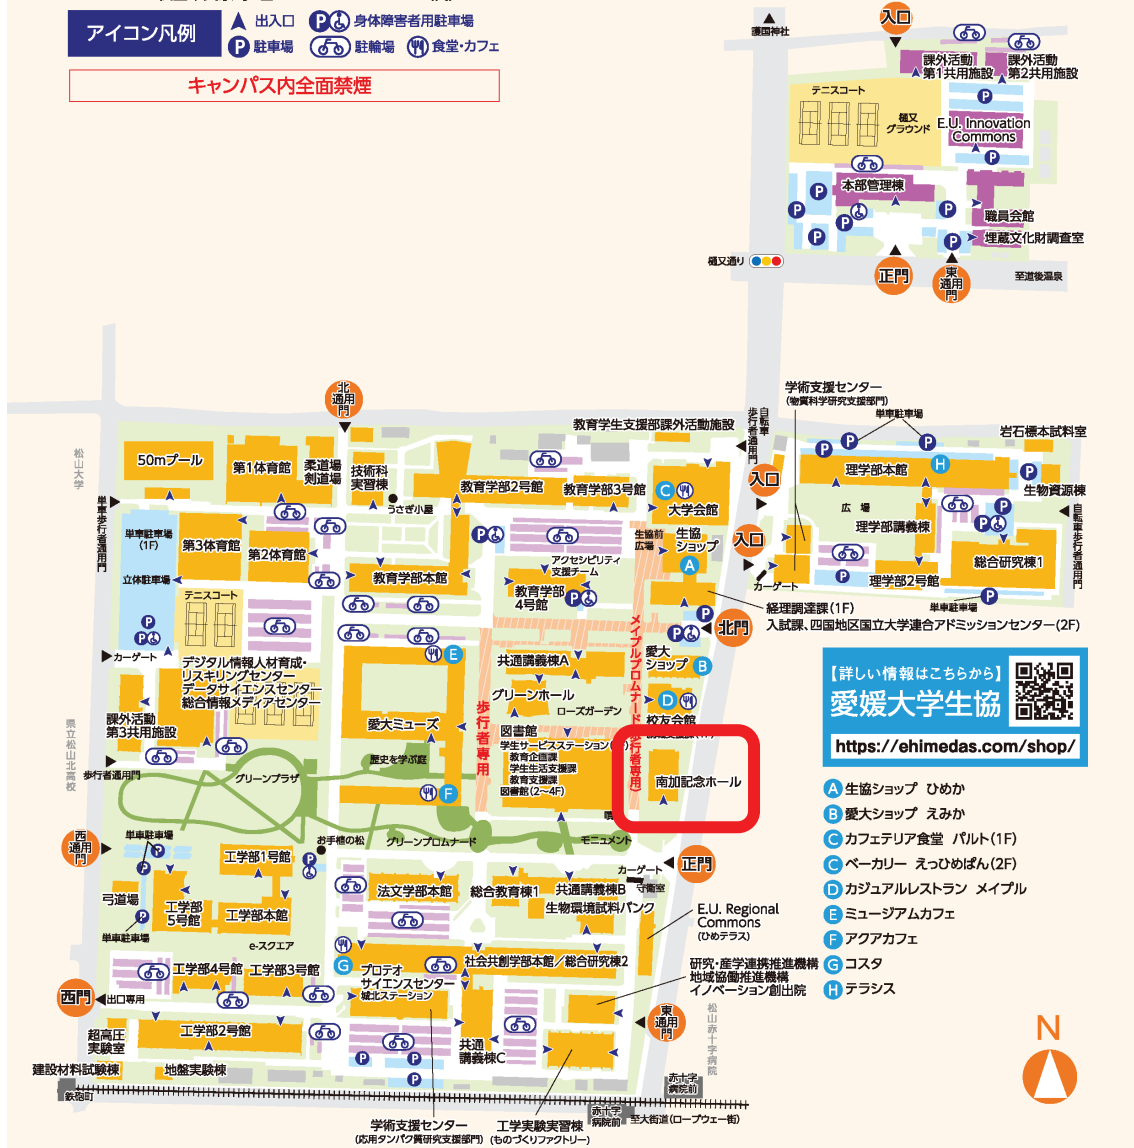 アイコン凡例
出入口
身体障害者用駐車場
駐車場
駐輪場
食堂・カフェ
キャンパス内全面禁煙
護国神社
入口
課外活動
第1共用施設
課外活動
第2共用施設
テニスコート
樋又
グラウンド
E.U. Innovation
Commons
本部管理棟
職員会館
埋蔵文化財調査室
樋又通り
正門
東
通用
門
至道後温泉
北
通用
門
松山大学
50mプール
第1体育館
柔道場
剣道場
技術科
実習棟
うさぎ小屋
教育学生支援部課外活動施設
教育学部2号館
教育学部3号館
大学会館
自転車
歩行者通用門
入口
学術支援センター
(物質科学研究支援部門)
単車駐車場
岩石標本試料室
理学部本館
生物資源棟
広 場
理学部講義棟
自転車歩行者通用門
総合研究棟1
理学部2号館
単車駐車場
入口
カーゲート
単車歩行者通用門
単車駐車場
(1F)
立体駐車場
第3体育館
第2体育館
教育学部本館
アクセシビリティ
支援チーム
教育学部
4号館
生協前
広場
生協
ショップ
経理調達課(1F)
入試課、四国地区国立大学連合アドミッションセンター(2F)
北門
テニスコート
カーゲート
デジタル情報人材育成・
リスキリングセンター
データサイエンスセンター
総合情報メディアセンター
課外活動
第3共用施設
歩行者通用門
県立松山北高校
愛大ミューズ
共通講義棟A
グリーンホール
ローズガーデン
愛大
ショップ
校友会館
メイプルプロムナード(歩行者専用)
歩行者専用
図書館
学生サービスステーション
教育企画課
学生生活支援課
教育支援課
図書館(2〜4F)
南加記念ホール
歴史を学ぶ庭
グリーンプラザ
グリーンプロムナード
お手植の松
モニュメント
カーゲート
守衛室
正門
西
通用
門
単車駐車場
工学部1号館
弓道場
工学部
5号館
工学部本館
単車駐車場
e-スクエア
法文学部本館
総合教育棟1
共通講義棟B
生物環境試料バンク
E.U. Regional
Commons
(ひめテラス)
西門
出口専用
工学部4号館
工学部3号館
プロテオ
サイエンスセンター
城北ステーション
社会共創学部本館/総合研究棟2
研究・産学連携推進機構
地域協働推進機構
イノベーション創出院
超高圧
実験室
工学部2号館
共通
講義棟C
東
通用
門
松山赤十字病院
建設材料試験棟
地盤実験棟
鉄砲町
学術支援センター
(応用タンパク質研究支援部門)
工学実験実習棟
(ものづくりファクトリー)
赤十字
病院前
赤十字
病院前
至大街道(ロープウェー街)
【詳しい情報はこちらから】
愛媛大学生協
https://ehimedas.com/shop/
A 生協ショップ ひめか
B 愛大ショップ えみか
C カフェテリア食堂 パルト(1F)
C ベーカリー えっひめぱん(2F)
D カジュアルレストラン メイプル
E ミュージアムカフェ
F アクアカフェ
G コスタ
H テラシス
N